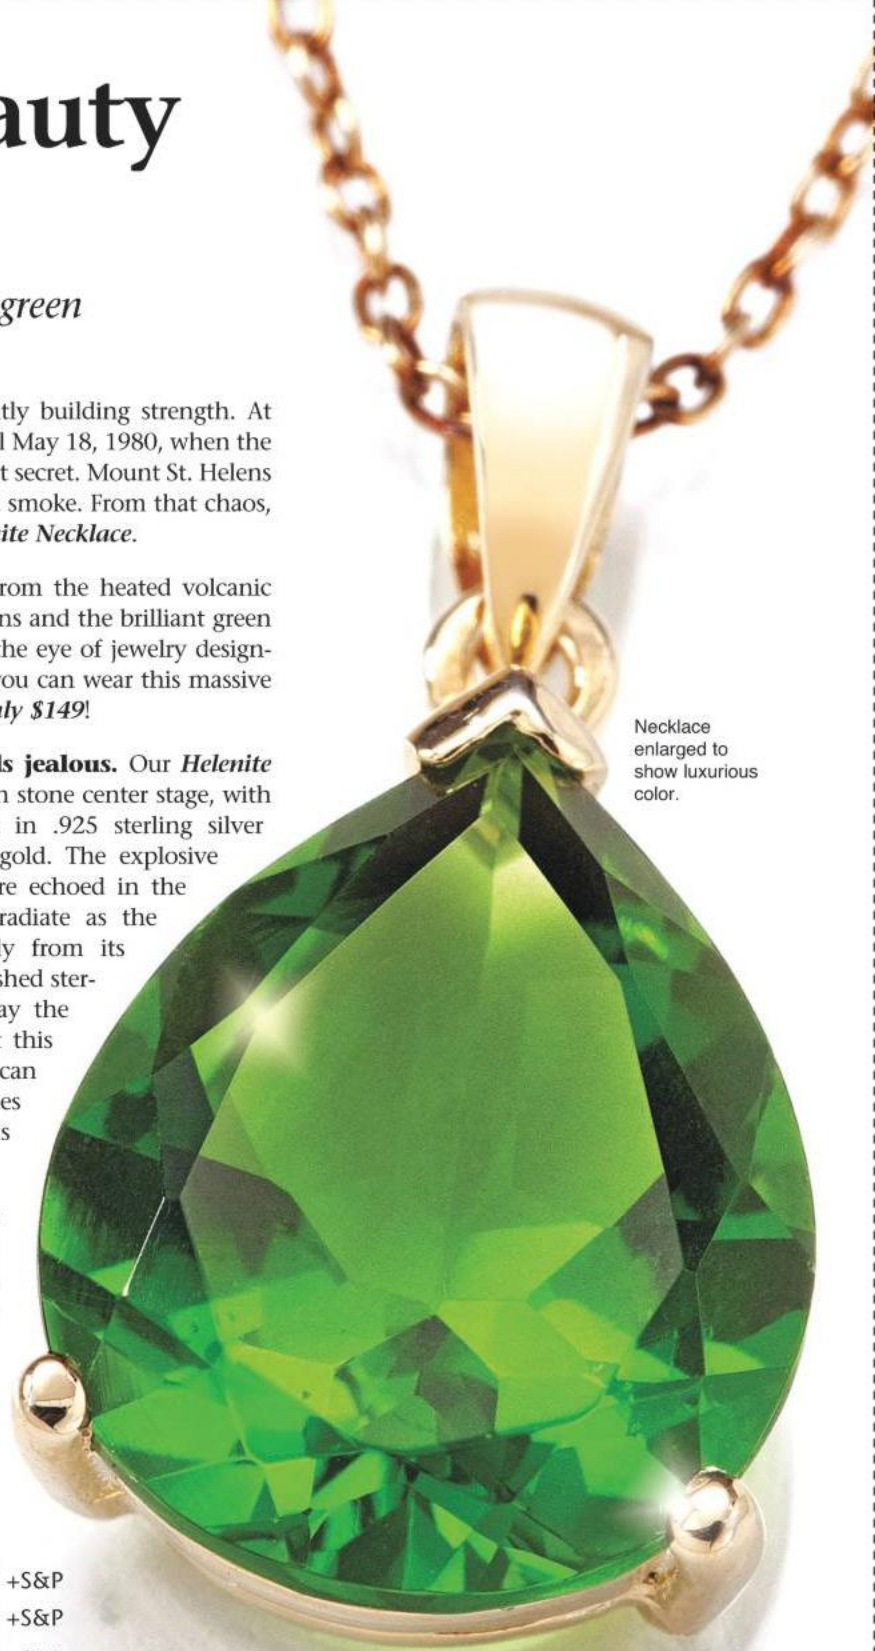 auty
green
tly building strength. At
l May 18, 1980, when the
t secret. Mount St. Helens
smoke. From that chaos,
ite Necklace.
rom the heated volcanic
ns and the brilliant green
he eye of jewelry design-
ou can wear this massive
ly $149!
ls jealous. Our Helenite
n stone center stage, with
in .925 sterling silver
gold. The explosive
re echoed in the
radiate as the
ly from its
shed ster-
ay the
t this
can
es
s
Necklace
enlarged to
show luxurious
color.
+S&P
+S&P